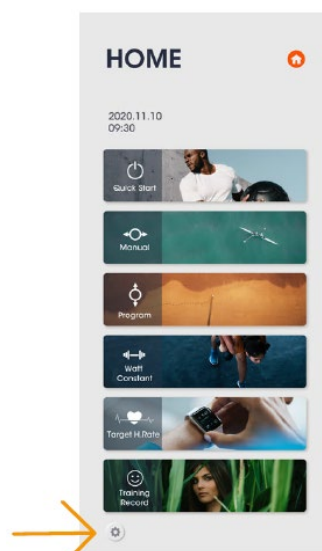 HOME
2020.11.10
09:30
Quick Start
Manual
Program
Watt
Constant
Target H.Rate
Training
Record